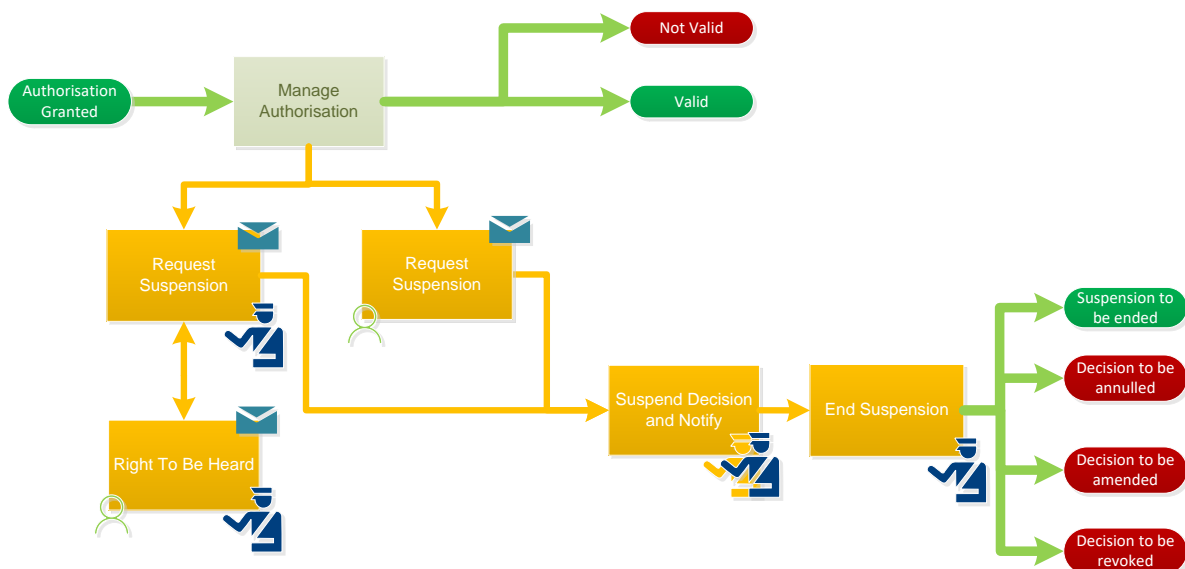 Not Valid
Authorisation
Granted
Manage
Authorisation
Valid
Request
Suspension
Request
Suspension
Suspension to
be ended
Decision to be
annulled
Suspend Decision
and Notify
End Suspension
Right To Be Heard
Decision to be
amended
Decision to be
revoked